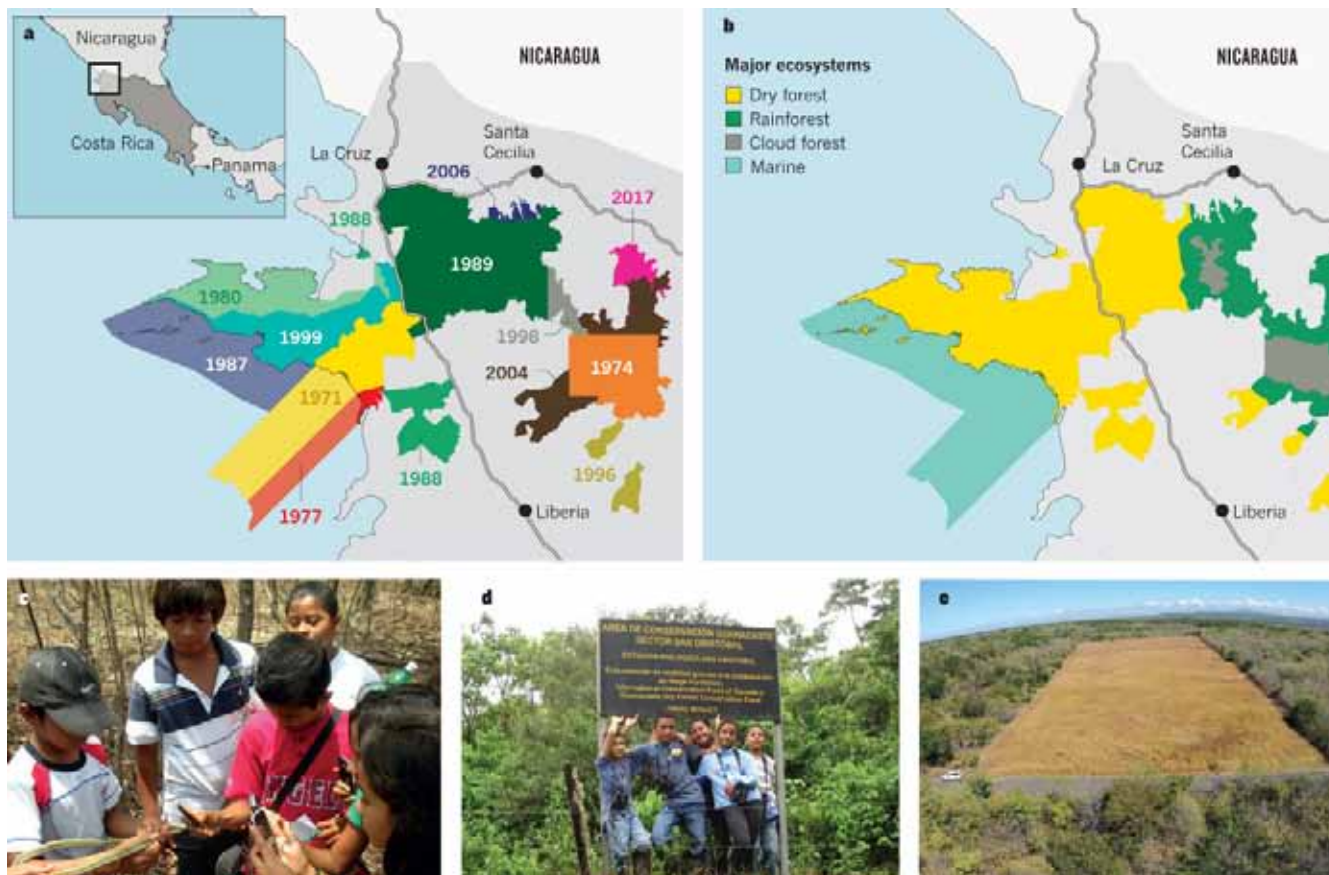 a
Nicaragua
Costa Rica
Panama
NICARAGUA
Santa
Cecilia
La Cruz
2006
2017
1988
1989
1980
1999
1998
1987
1974
2004
1971
1996
1988
1977
Liberia
b
NICARAGUA
Major ecosystems
Dry forest
Rainforest
Cloud forest
Marine
Santa
Cecilia
La Cruz
Liberia
c
d
ÁREA DE CONSERVACIÓN GUANACASTE
SECTOR SAN CRISTÓBAL
e